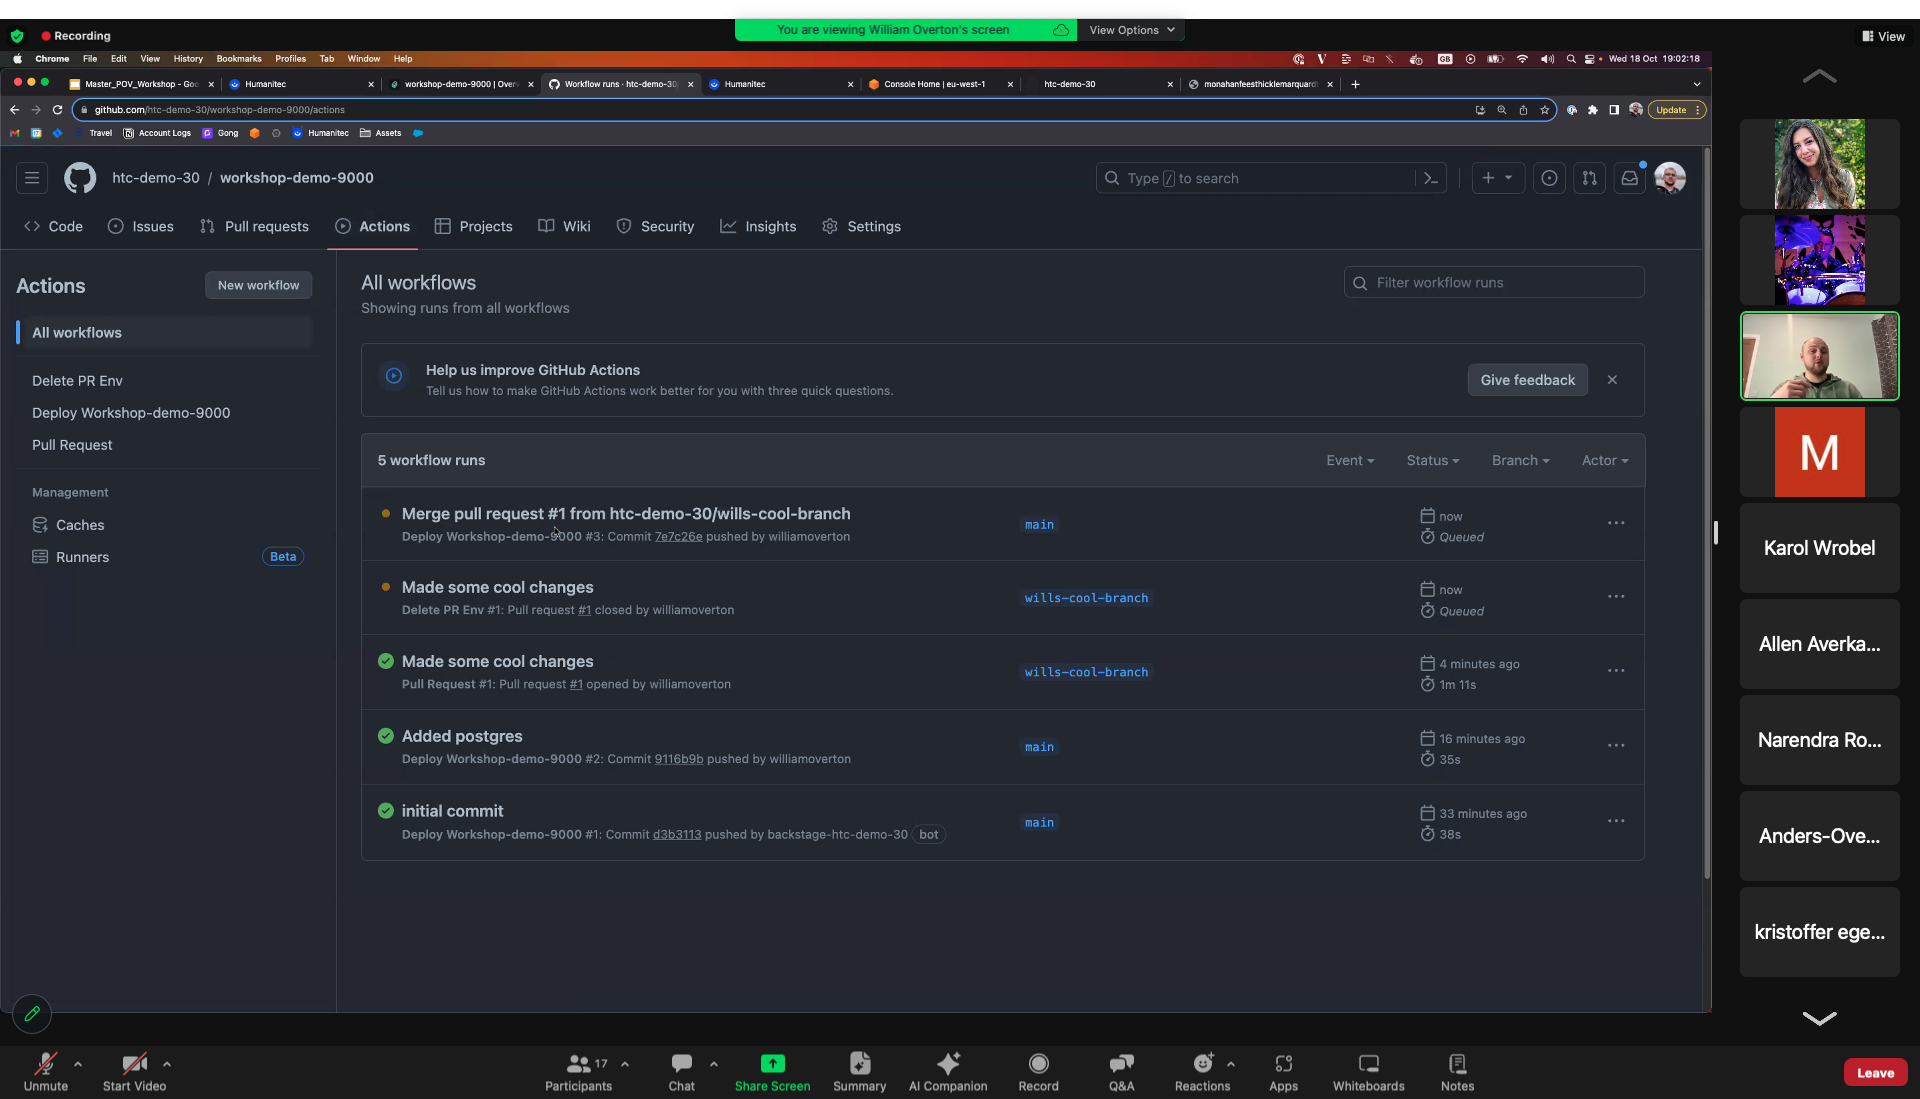 You are viewing William Overton's screen
View Options
Recording
View
Chrome File Edit View History Bookmarks Profiles Tab Window Help
GB
Wed 18 Oct 19:02:18
Master_POV_Workshop - Goo
Humanitec
workshop-demo-9000 | Over
Workflow runs · htc-demo-30
Humanitec
Console Home | eu-west-1
htc-demo-30
monahanfeesthicklemarquard
github.com/htc-demo-30/workshop-demo-9000/actions
Update
Travel
Account Logs
Gong
Humanitec
Assets
htc-demo-30 / workshop-demo-9000
Type / to search
Code
Issues
Pull requests
Actions
Projects
Wiki
Security
Insights
Settings
Actions
New workflow
All workflows
Delete PR Env
Deploy Workshop-demo-9000
Pull Request
Management
Caches
Runners
Beta
All workflows
Showing runs from all workflows
Filter workflow runs
Help us improve GitHub Actions
Tell us how to make GitHub Actions work better for you with three quick questions.
Give feedback
5 workflow runs
Event
Status
Branch
Actor
Merge pull request #1 from htc-demo-30/wills-cool-branch
Deploy Workshop-demo-9000 #3: Commit 7e7c26e pushed by williamoverton
main
now
Queued
Made some cool changes
Delete PR Env #1: Pull request #1 closed by williamoverton
wills-cool-branch
now
Queued
Made some cool changes
Pull Request #1: Pull request #1 opened by williamoverton
wills-cool-branch
4 minutes ago
1m 11s
Added postgres
Deploy Workshop-demo-9000 #2: Commit 9116b9b pushed by williamoverton
main
16 minutes ago
35s
initial commit
Deploy Workshop-demo-9000 #1: Commit d3b3113 pushed by backstage-htc-demo-30 bot
main
33 minutes ago
38s
M
Karol Wrobel
Allen Averka...
Narendra Ro...
Anders-Ove...
kristoffer ege...
Unmute
Start Video
17
Participants
Chat
Share Screen
Summary
AI Companion
Record
Q&A
Reactions
Apps
Whiteboards
Notes
Leave